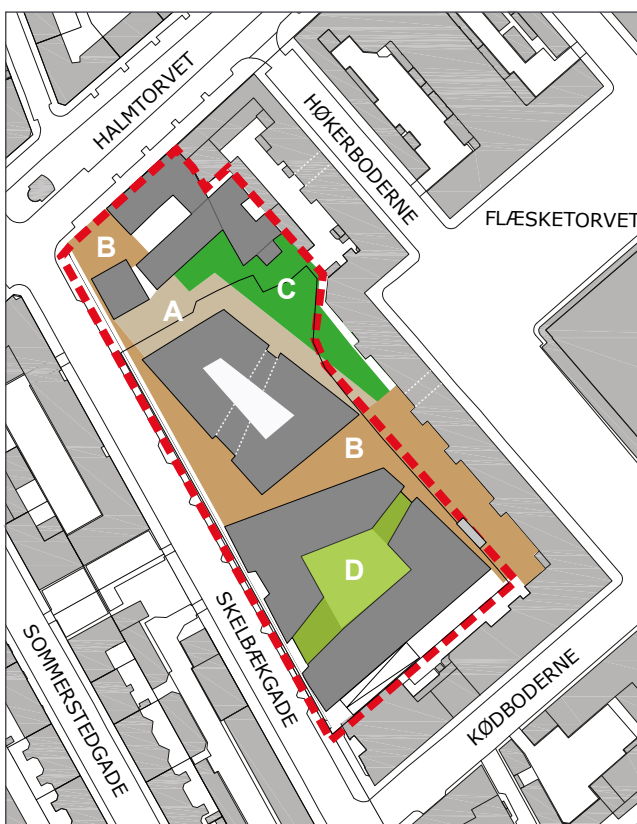 HALMTORVET
HØKERBODERNE
FLÆSKETORVET
B
C
A
B
D
SKELBÆKGADE
SOMMERSTEDGADE
KØDBODERNE